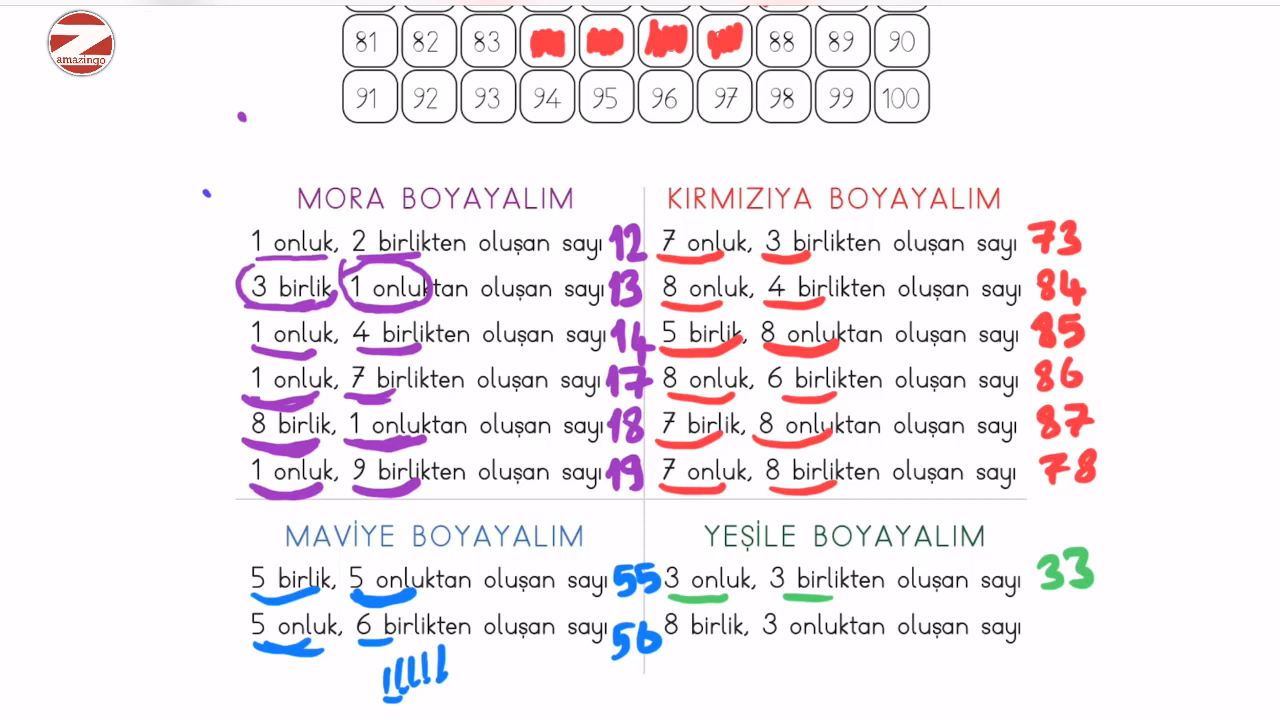 amazingo
81 82 83 88 89 90
91 92 93 94 95 96 97 98 99 100
MORA BOYAYALIM
1 onluk, 2 birlikten oluşan sayı 12
3 birlik, 1 onluktan oluşan sayı 13
1 onluk, 4 birlikten oluşan sayı 14
1 onluk, 7 birlikten oluşan sayı 17
8 birlik, 1 onluktan oluşan sayı 18
1 onluk, 9 birlikten oluşan sayı 19
KIRMIZIYA BOYAYALIM
7 onluk, 3 birlikten oluşan sayı 73
8 onluk, 4 birlikten oluşan sayı 84
5 birlik, 8 onluktan oluşan sayı 85
8 onluk, 6 birlikten oluşan sayı 86
7 birlik, 8 onluktan oluşan sayı 87
7 onluk, 8 birlikten oluşan sayı 78
MAVİYE BOYAYALIM
5 birlik, 5 onluktan oluşan sayı 55
5 onluk, 6 birlikten oluşan sayı 56
YEŞİLE BOYAYALIM
3 onluk, 3 birlikten oluşan sayı 33
8 birlik, 3 onluktan oluşan sayı